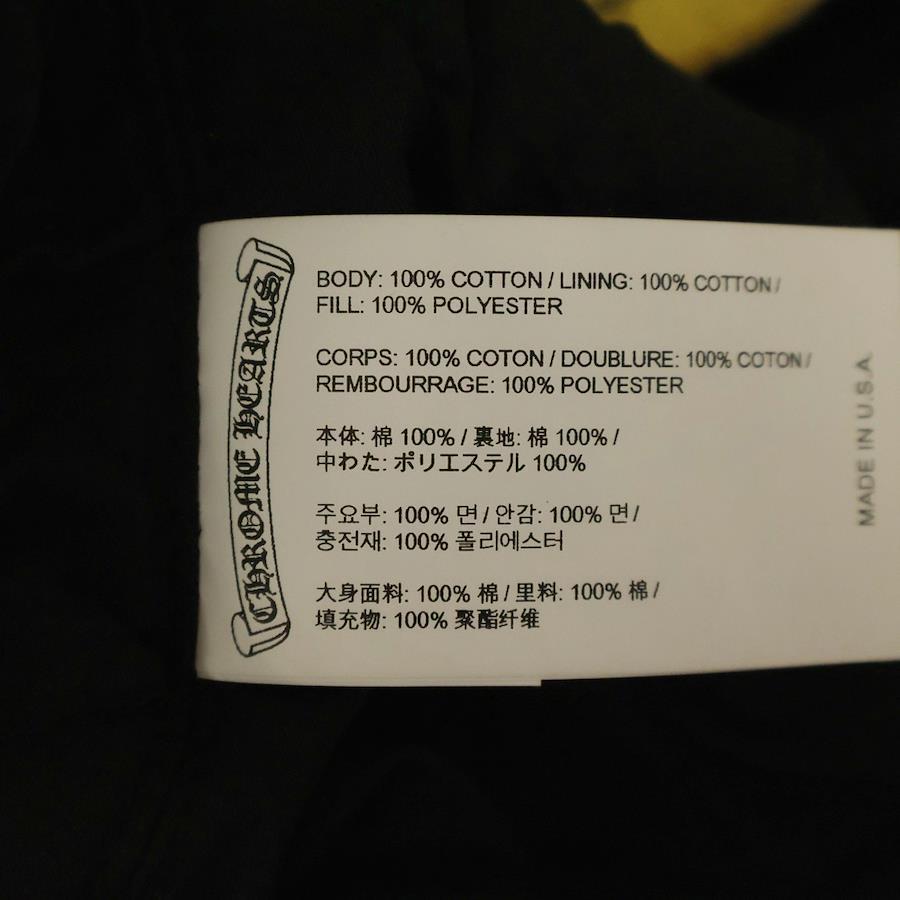 CHROME HEARTS
BODY: 100% COTTON / LINING: 100% COTTON /
FILL: 100% POLYESTER
CORPS: 100% COTON / DOUBLURE: 100% COTON /
REMBOURRAGE: 100% POLYESTER
本体: 棉 100% / 裏地: 棉 100% /
中わた: ポリエステル 100%
주요부: 100% 면 / 안감: 100% 면 /
충전재: 100% 폴리에스터
大身面料: 100% 棉 / 里料: 100% 棉 /
填充物: 100% 聚酯纤维
MADE IN U.S.A.